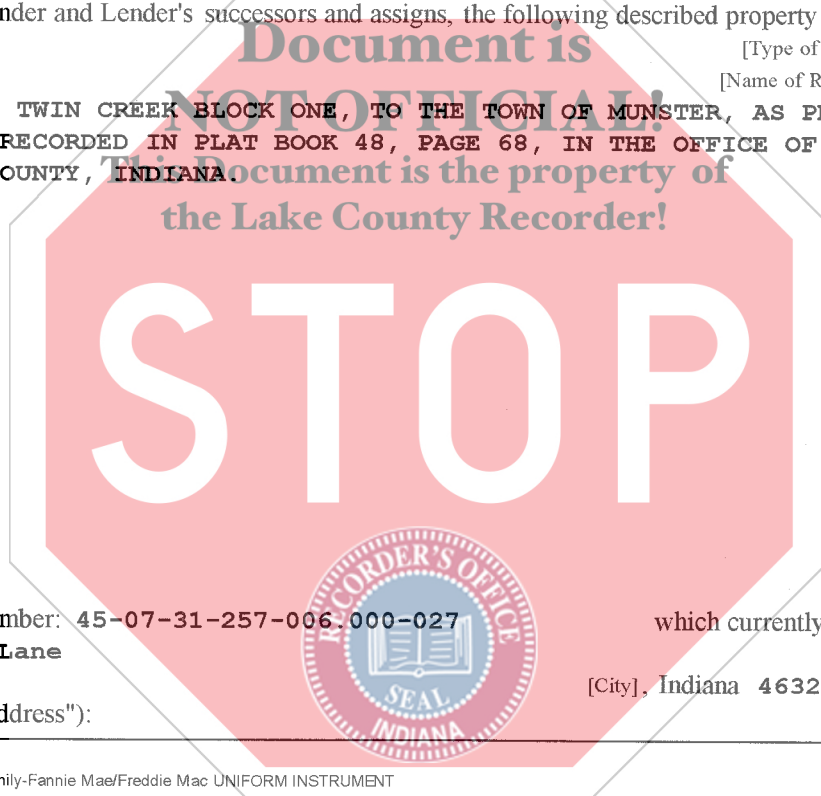 nder and Lender's successors and assigns, the following described property
Document is
[Type of
[Name of R
NOT OFFICIAL!
TWIN CREEK BLOCK ONE, TO THE TOWN OF MUNSTER, AS P
RECORDED IN PLAT BOOK 48, PAGE 68, IN THE OFFICE OF
OUNTY, INDIANA.
This Document is the property of
the Lake County Recorder!
STOP
RECORDER'S OFFICE
SEAL
INDIANA
mber: 45-07-31-257-006.000-027 which currently
Lane
[City], Indiana 4632
ddress"):
mily-Fannie Mae/Freddie Mac UNIFORM INSTRUMENT